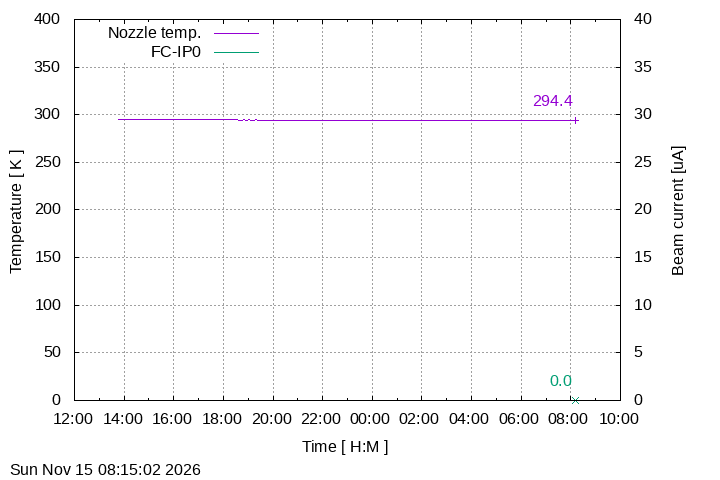 Nozzle temp.
FC-IP0
400
350
300
250
200
150
100
50
0
Temperature [ K ]
40
35
30
25
20
15
10
5
0
Beam current [uA]
294.4
0.0
12:00 14:00 16:00 18:00 20:00 22:00 00:00 02:00 04:00 06:00 08:00 10:00
Time [ H:M ]
Sun Nov 15 08:15:02 2026